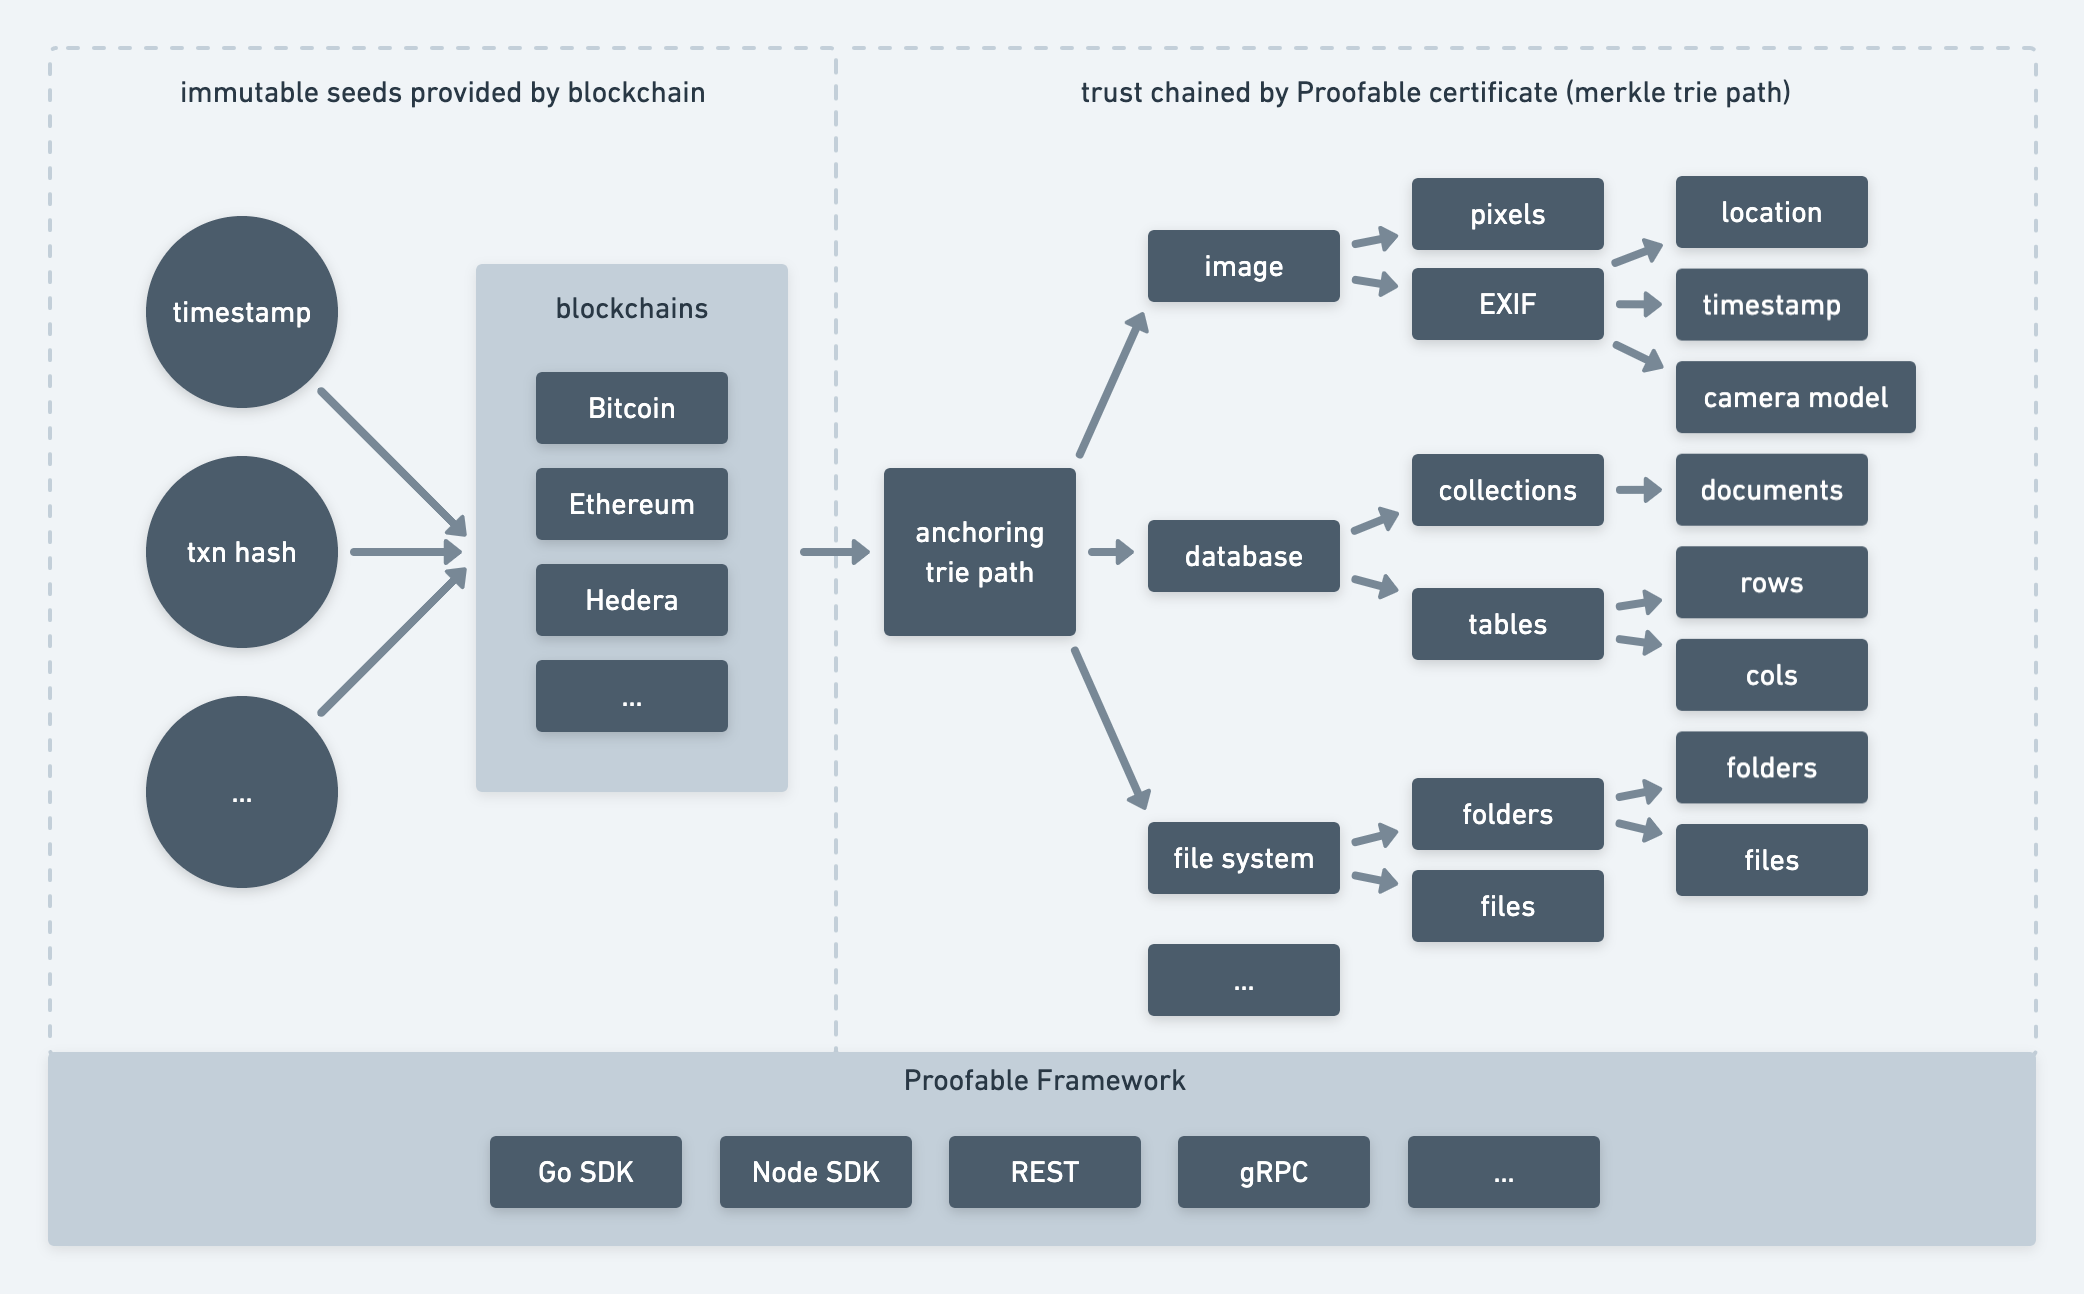 immutable seeds provided by blockchain
timestamp
txn hash
...
blockchains
Bitcoin
Ethereum
Hedera
...
trust chained by Proofable certificate (merkle trie path)
anchoring
trie path
image
pixels
EXIF
location
timestamp
camera model
database
collections
documents
tables
rows
cols
file system
folders
files
folders
files
...
Proofable Framework
Go SDK
Node SDK
REST
gRPC
...